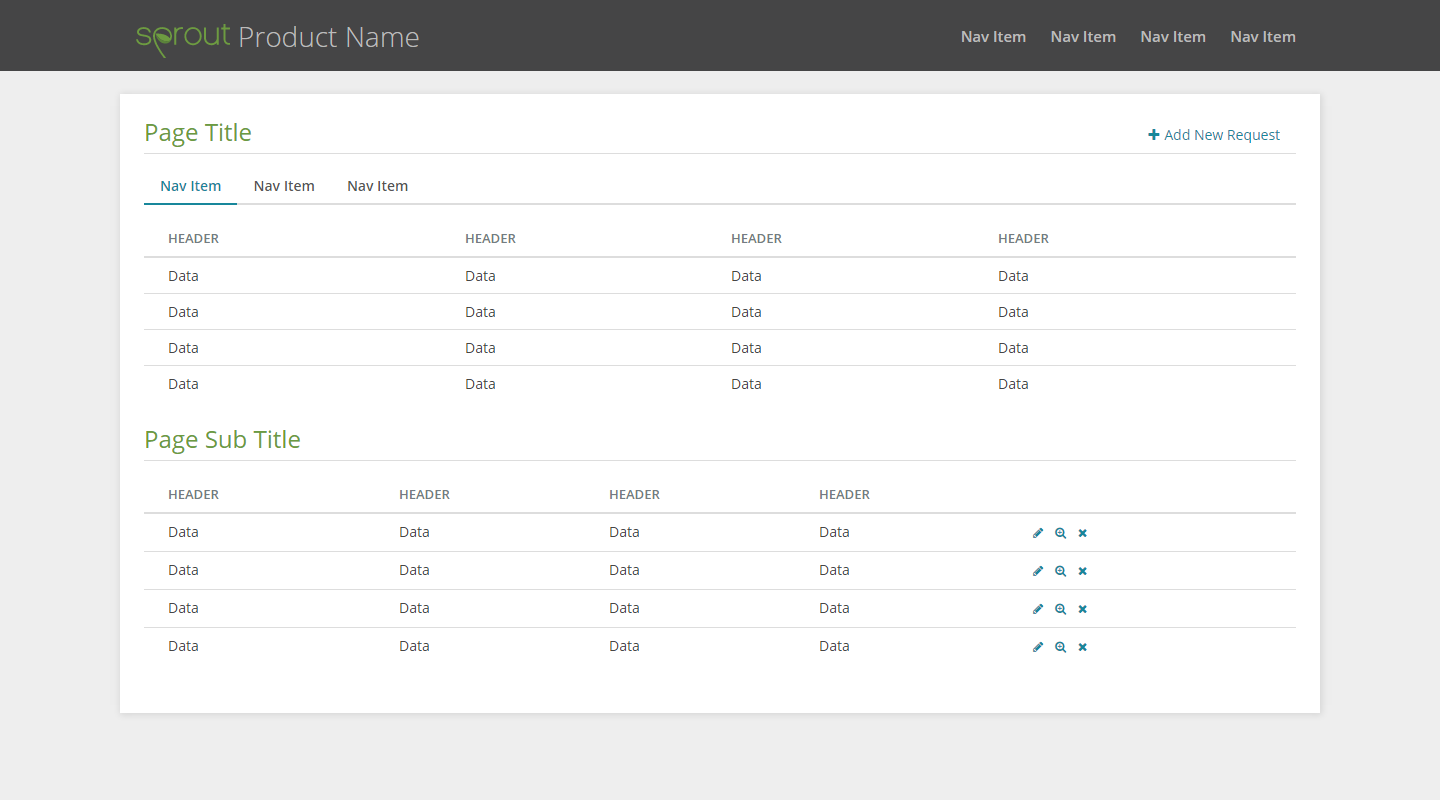 sprout Product Name Nav Item Nav Item Nav Item Nav Item
Page Title Add New Request
Nav Item Nav Item Nav Item
HEADER HEADER HEADER HEADER
Data Data Data Data
Data Data Data Data
Data Data Data Data
Data Data Data Data
Page Sub Title
HEADER HEADER HEADER HEADER
Data Data Data Data
Data Data Data Data
Data Data Data Data
Data Data Data Data